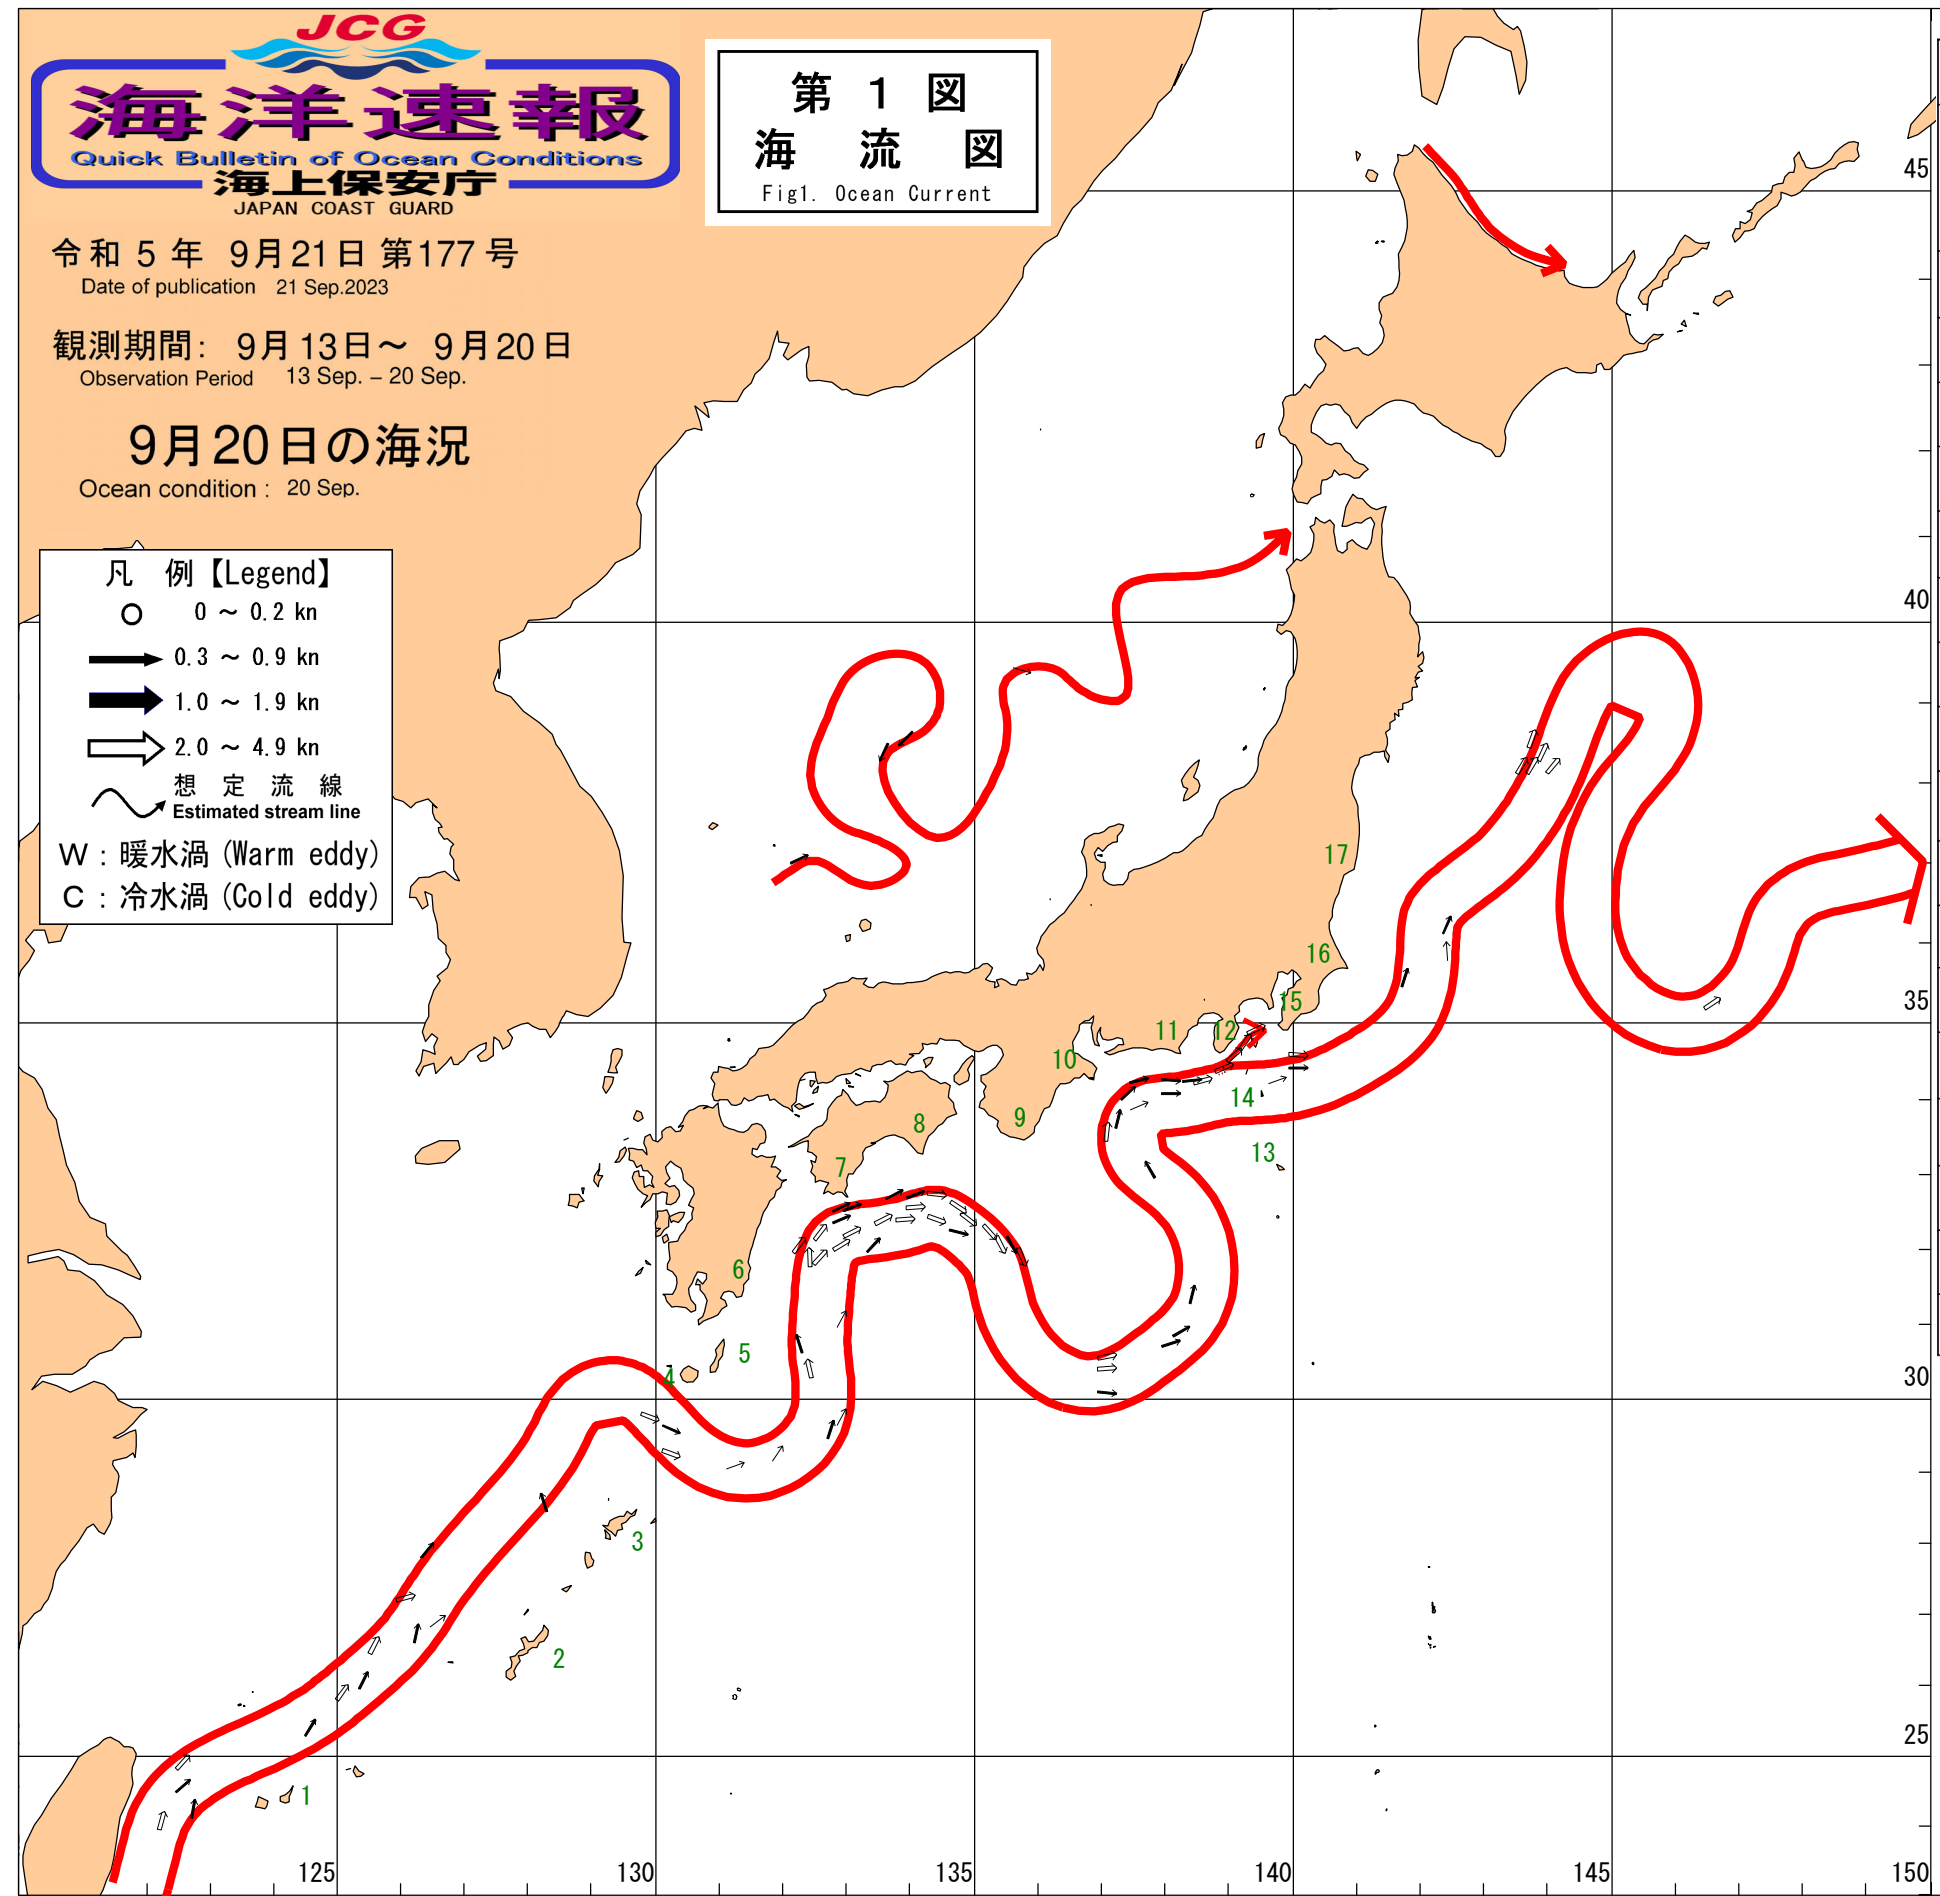 JCG
海洋速報
Quick Bulletin of Ocean Conditions
海上保安庁
JAPAN COAST GUARD
第 1 図
海 流 図
Fig1. Ocean Current
令和 5 年 9月21日 第177号
Date of publication 21 Sep.2023
観測期間: 9月13日～ 9月20日
Observation Period 13 Sep. – 20 Sep.
9月20日の海況
Ocean condition : 20 Sep.
凡 例【Legend】
0 ～ 0.2 kn
0.3 ～ 0.9 kn
1.0 ～ 1.9 kn
2.0 ～ 4.9 kn
想 定 流 線
Estimated stream line
W : 暖水渦 (Warm eddy)
C : 冷水渦 (Cold eddy)
45
40
17
16
35
15
11
12
10
14
9
8
13
7
6
5
4
30
3
2
25
1
125
130
135
140
145
150